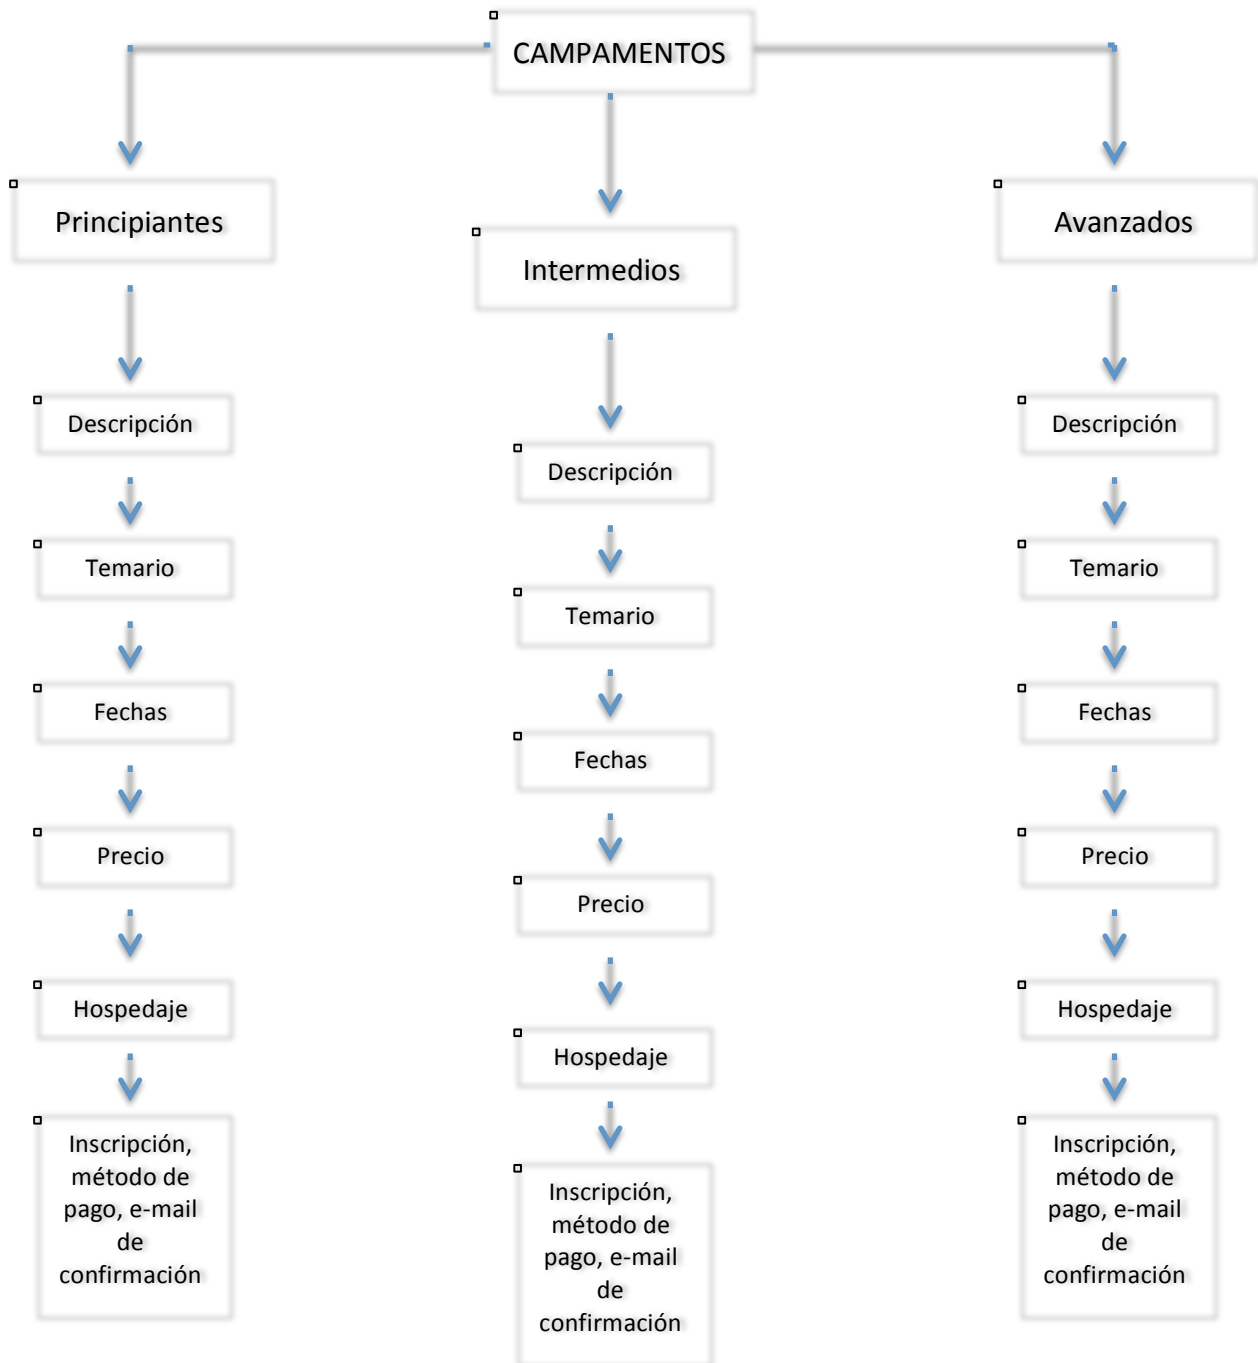 CAMPAMENTOS
Principiantes
Descripción
Temario
Fechas
Precio
Hospedaje
Inscripción,
método de
pago, e-mail
de
confirmación
Intermedios
Descripción
Temario
Fechas
Precio
Hospedaje
Inscripción,
método de
pago, e-mail
de
confirmación
Avanzados
Descripción
Temario
Fechas
Precio
Hospedaje
Inscripción,
método de
pago, e-mail
de
confirmación